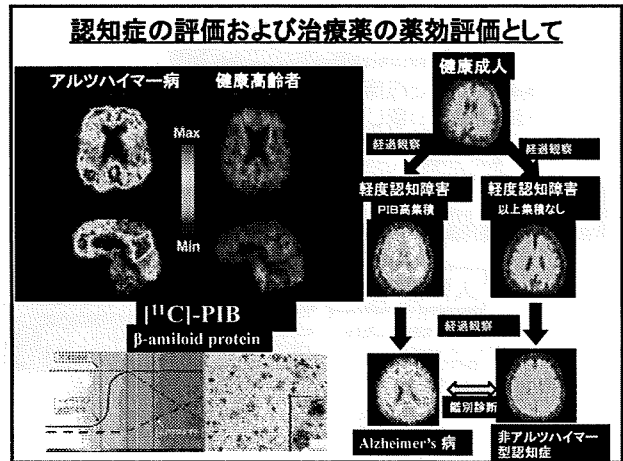 認知症の評価および治療薬の薬効評価として
アルツハイマー病
健康高齢者
Max
Min
[¹¹C]-PIB
β-amiloid protein
健康成人
経過観察
経過観察
軽度認知障害
PIB高集積
軽度認知障害
以上集積なし
経過観察
鑑別診断
Alzheimer's 病
非アルツハイマー
型認知症